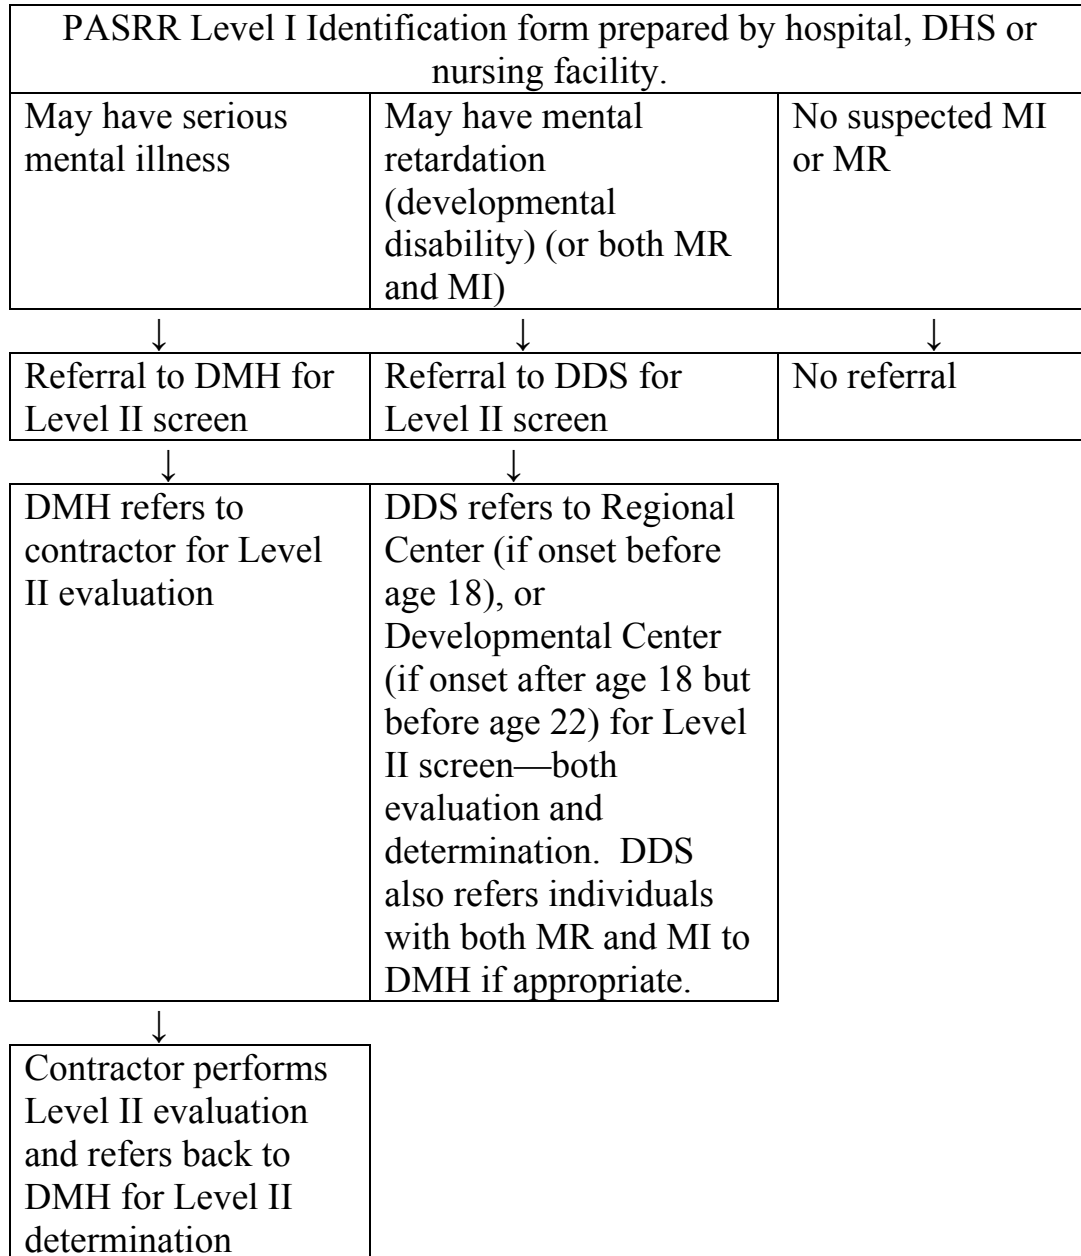 PASRR Level I Identification form prepared by hospital, DHS or
nursing facility.
May have serious
mental illness
May have mental
retardation
(developmental
disability) (or both MR
and MI)
No suspected MI
or MR
↓
↓
↓
Referral to DMH for
Level II screen
Referral to DDS for
Level II screen
No referral
↓
↓
DMH refers to
contractor for Level
II evaluation
DDS refers to Regional
Center (if onset before
age 18), or
Developmental Center
(if onset after age 18 but
before age 22) for Level
II screen—both
evaluation and
determination.  DDS
also refers individuals
with both MR and MI to
DMH if appropriate.
↓
Contractor performs
Level II evaluation
and refers back to
DMH for Level II
determination